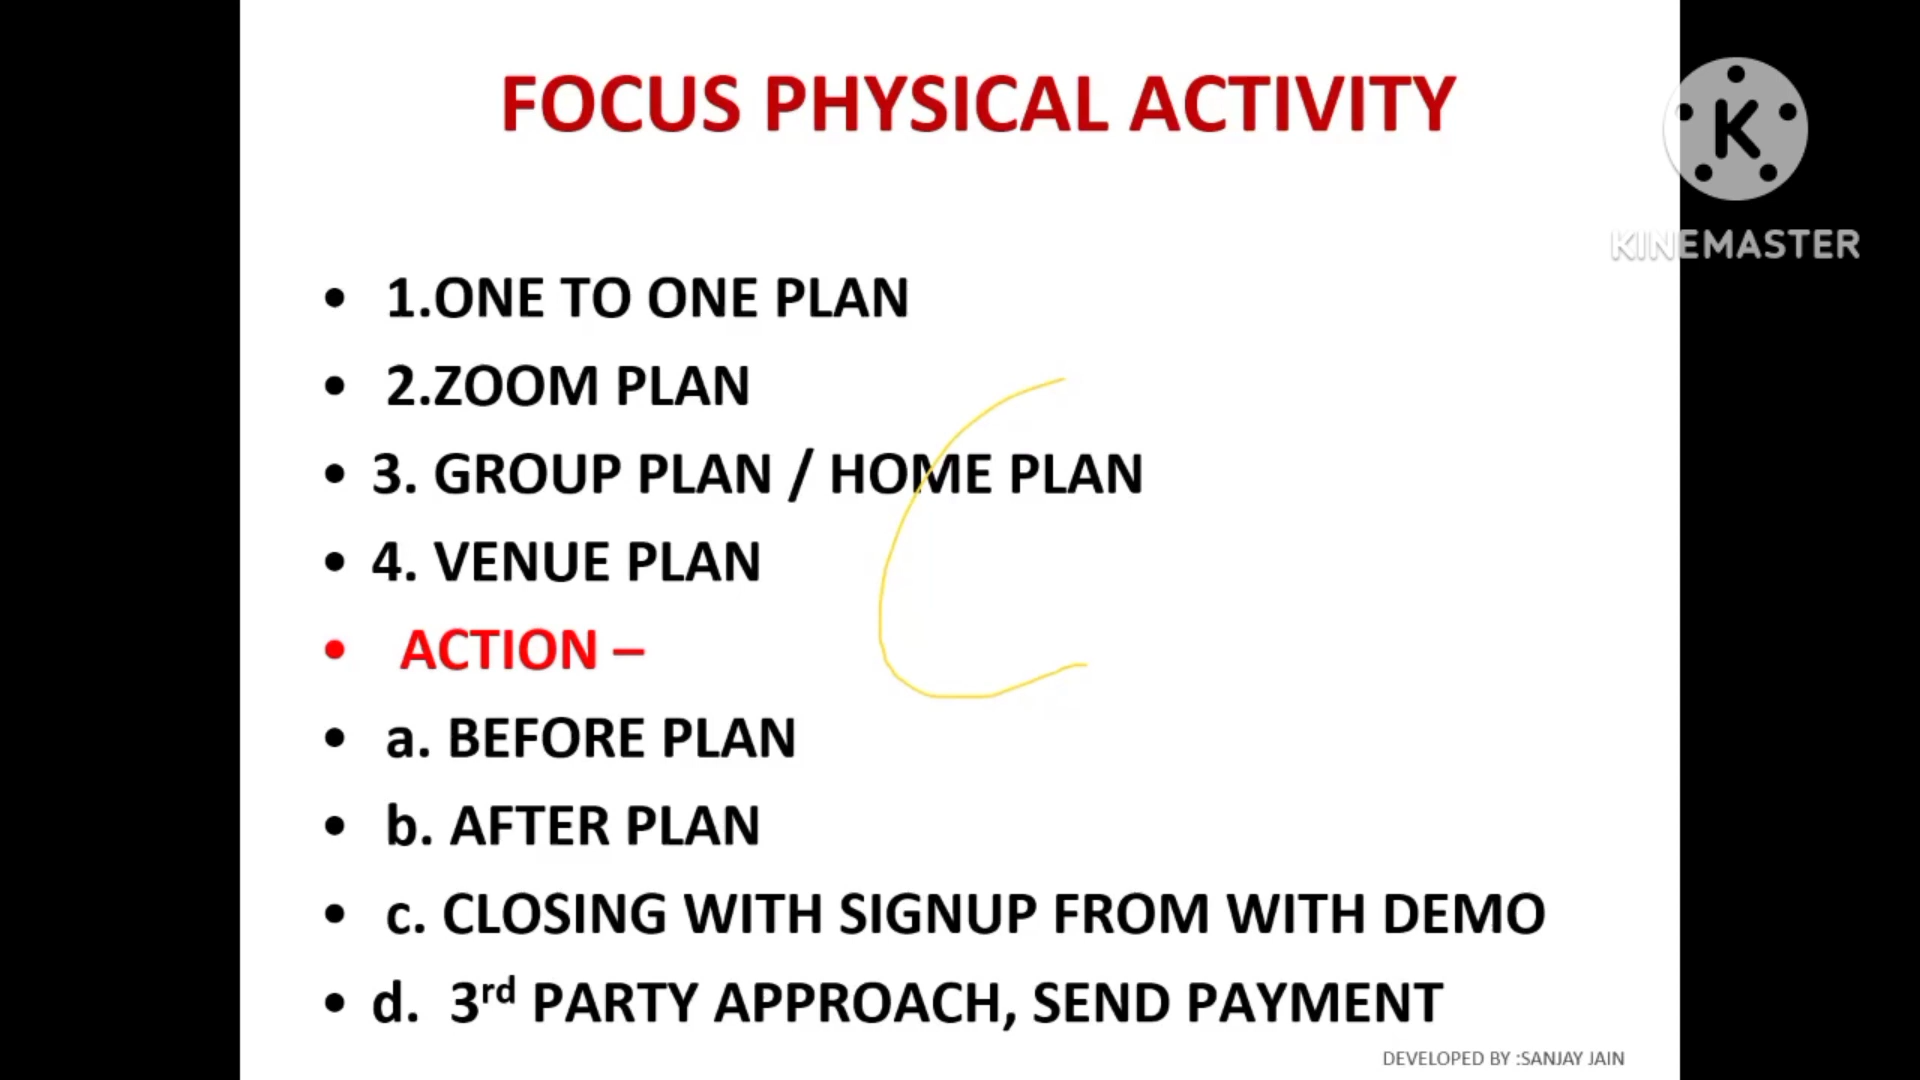 FOCUS PHYSICAL ACTIVITY
K
KINEMASTER
• 1.ONE TO ONE PLAN
• 2.ZOOM PLAN
• 3. GROUP PLAN / HOME PLAN
• 4. VENUE PLAN
• ACTION –
• a. BEFORE PLAN
• b. AFTER PLAN
• c. CLOSING WITH SIGNUP FROM WITH DEMO
• d. 3rd PARTY APPROACH, SEND PAYMENT
DEVELOPED BY :SANJAY JAIN